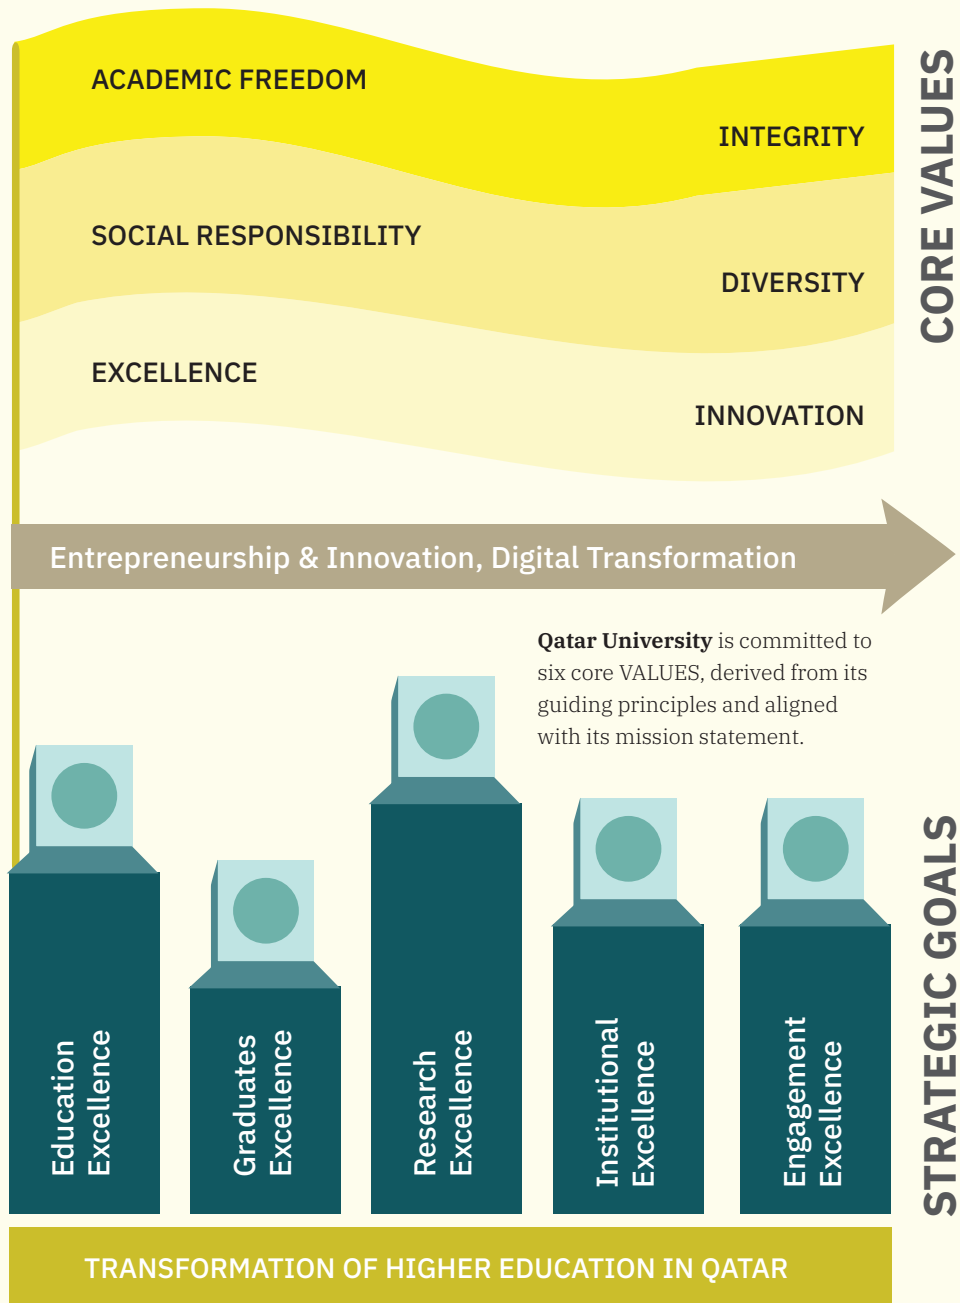 ACADEMIC FREEDOM
INTEGRITY
SOCIAL RESPONSIBILITY
DIVERSITY
EXCELLENCE
INNOVATION
CORE VALUES
Entrepreneurship & Innovation, Digital Transformation
Qatar University is committed to
six core VALUES, derived from its
guiding principles and aligned
with its mission statement.
Education
Excellence
Graduates
Excellence
Research
Excellence
Institutional
Excellence
Engagement
Excellence
STRATEGIC GOALS
TRANSFORMATION OF HIGHER EDUCATION IN QATAR